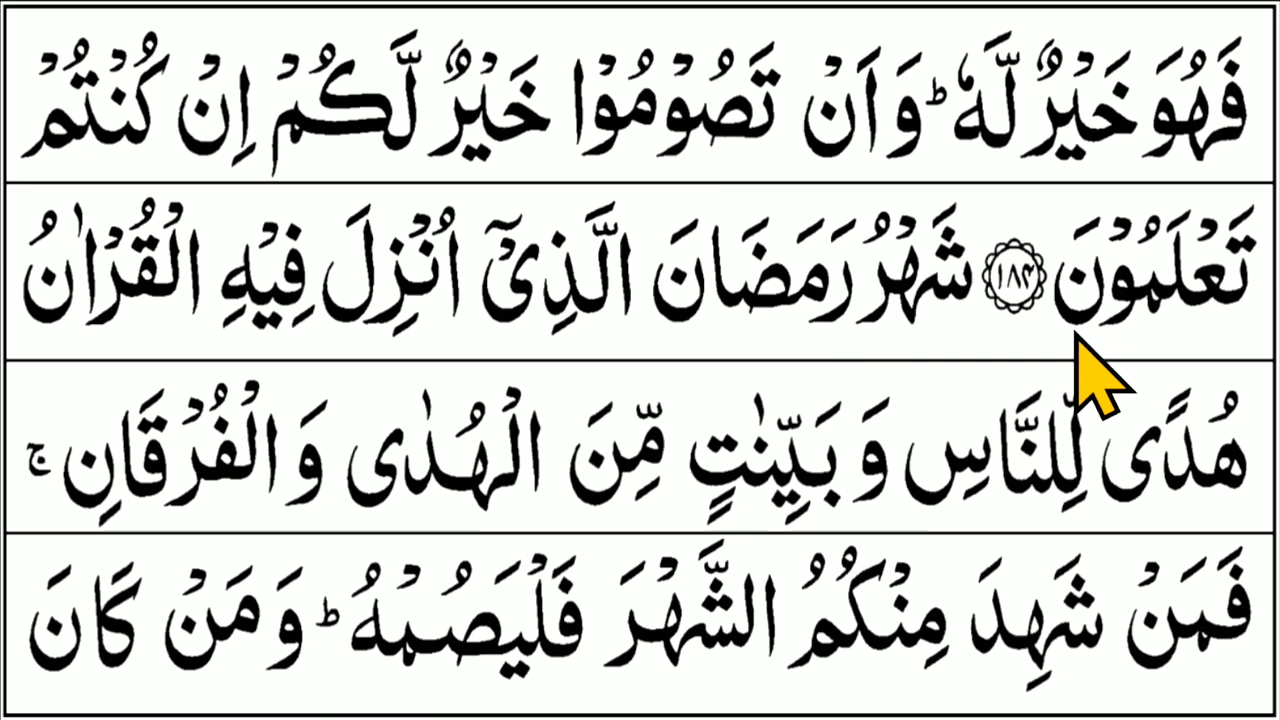 فَهُوَ خَيْرٌ لَّهٗ ؕ وَ اَنْ تَصُوْمُوْا خَيْرٌ لَّكُمْ اِنْ كُنْتُمْ
تَعْلَمُوْنَ ۝۱۸۴ شَهْرُ رَمَضَانَ الَّذِيْۤ اُنْزِلَ فِيْهِ الْقُرْاٰنُ
هُدًى لِّلنَّاسِ وَ بَيِّنٰتٍ مِّنَ الْهُدٰى وَ الْفُرْقَانِ ۚ
فَمَنْ شَهِدَ مِنْكُمُ الشَّهْرَ فَلْيَصُمْهُ ؕ وَ مَنْ كَانَ